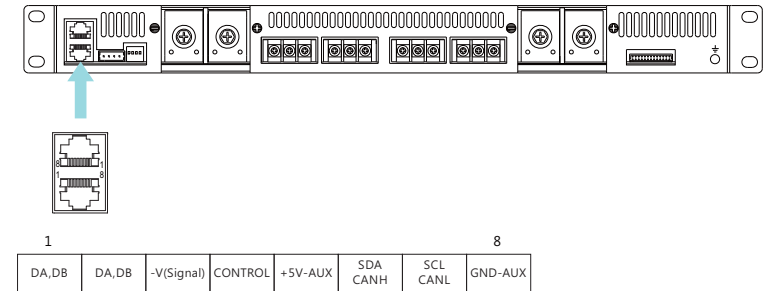 8 1
1 8
1 8
DA,DB DA,DB -V(Signal) CONTROL +5V-AUX SDA CANH SCL CANL GND-AUX